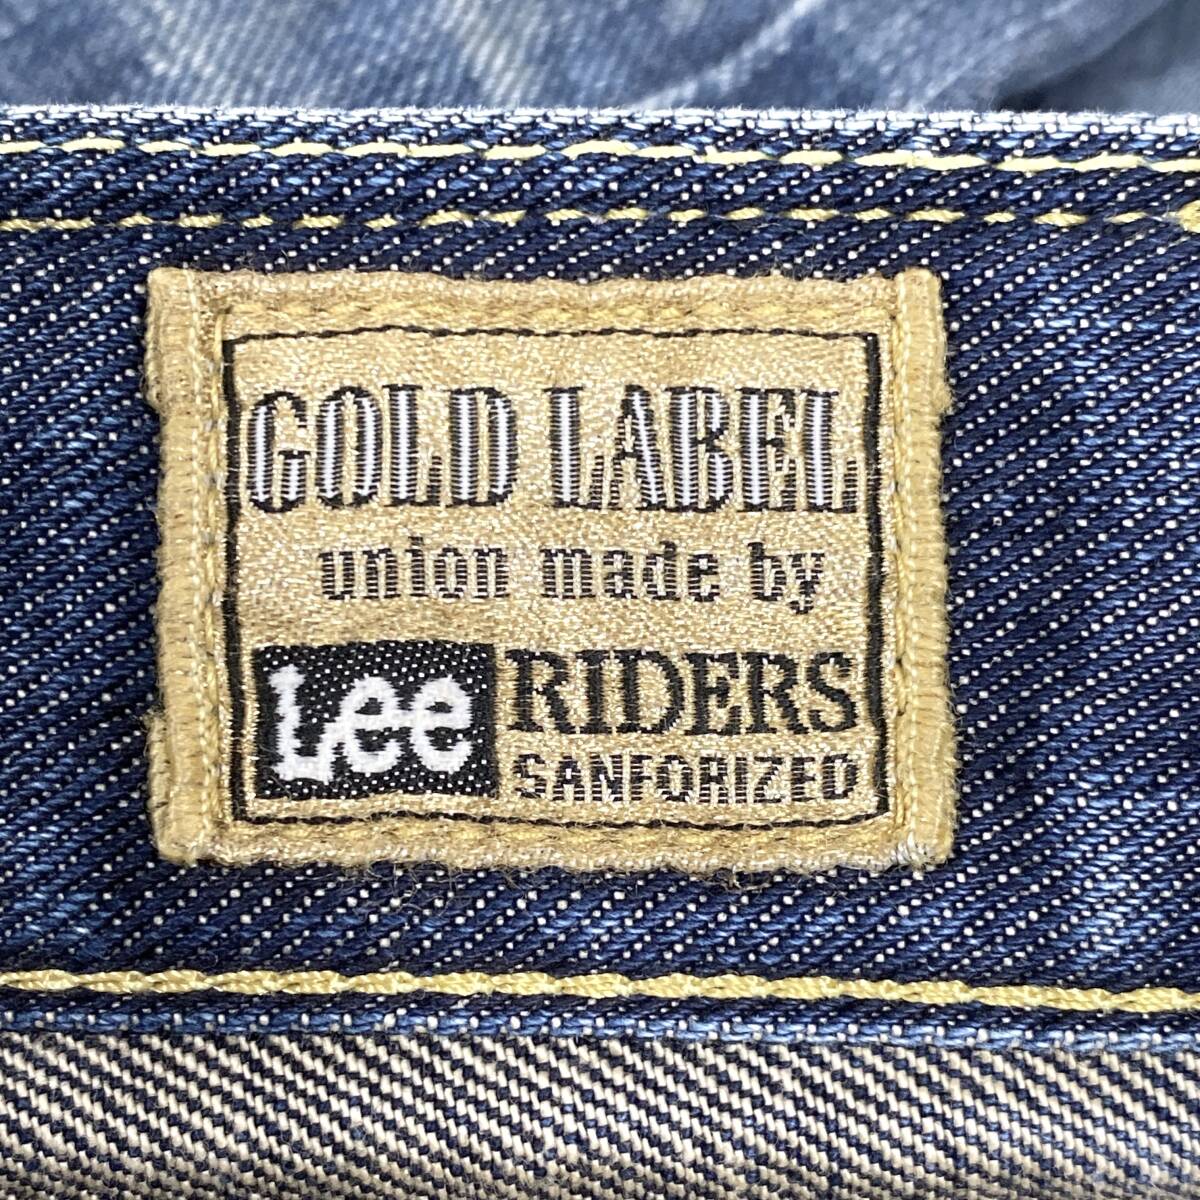 GOLD LABEL
union made by
Lee RIDERS
SANFORIZED